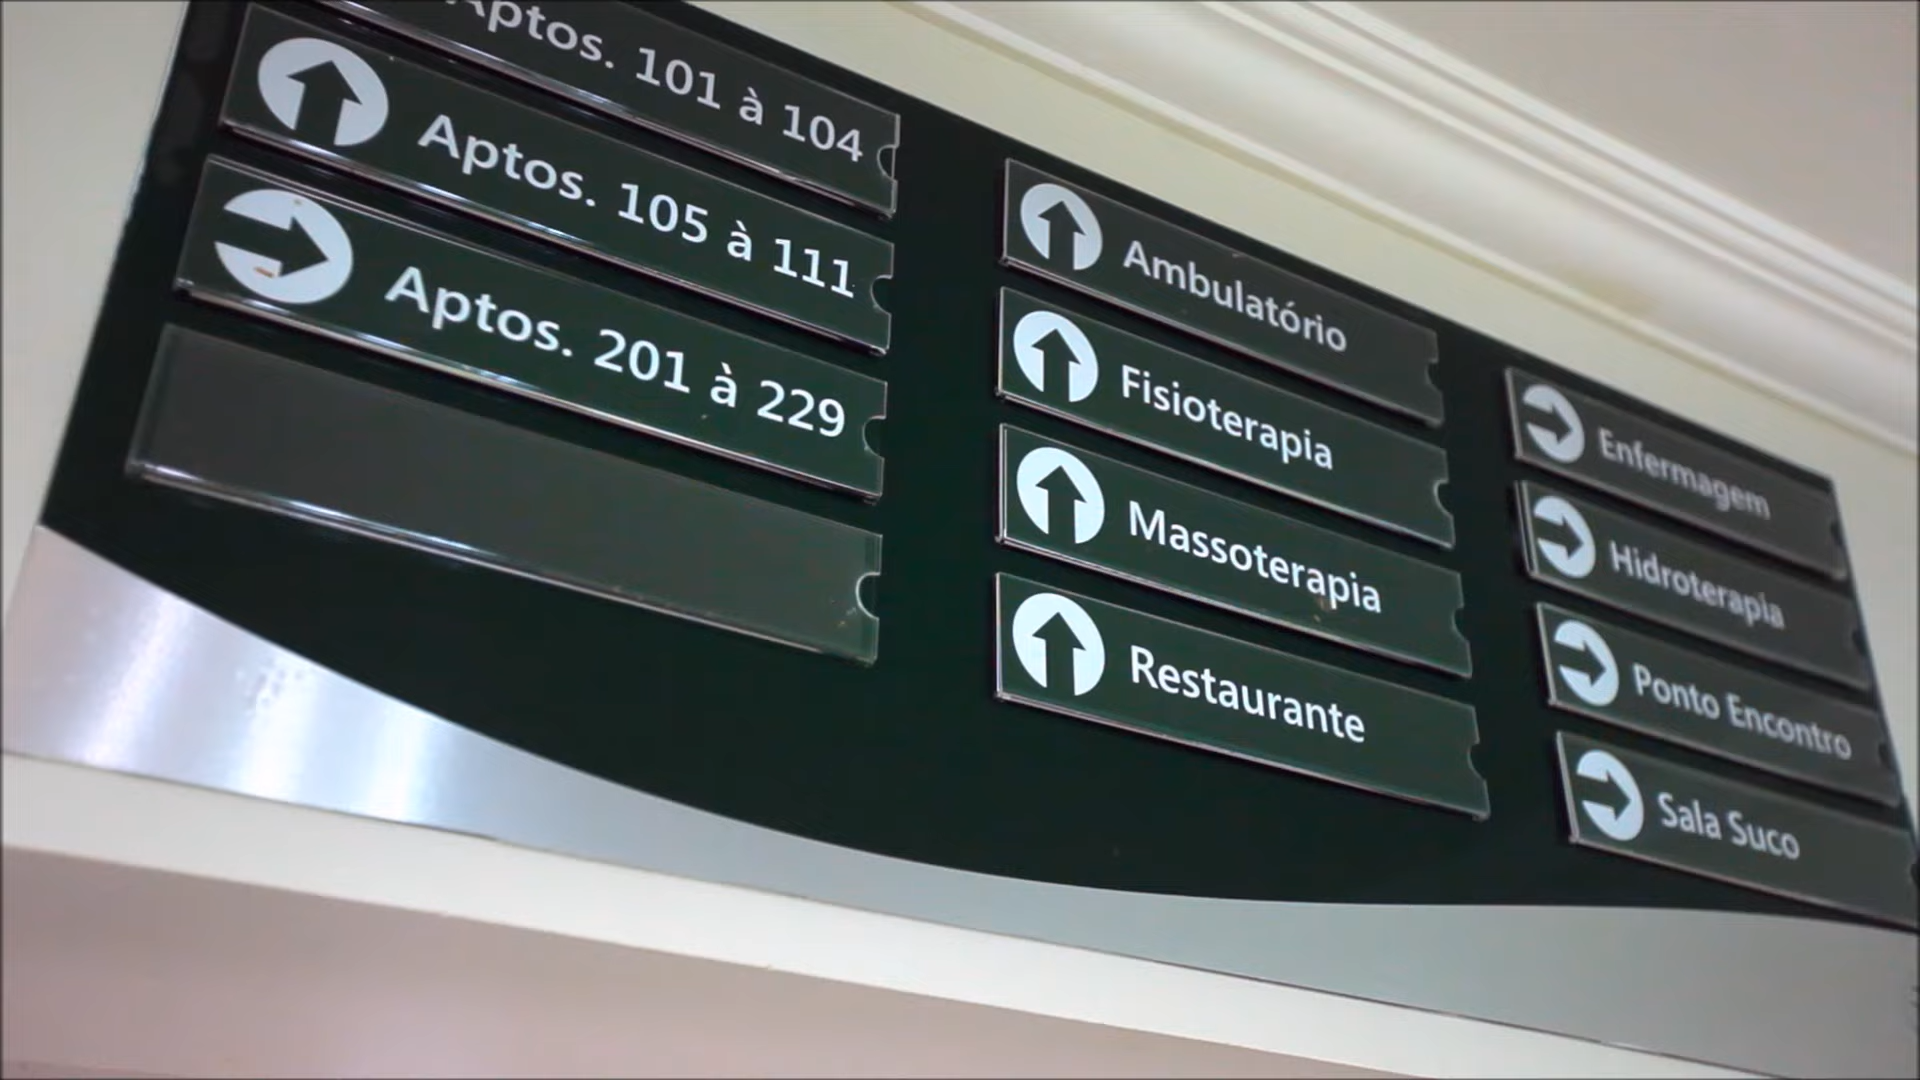 Aptos. 101 à 104
Aptos. 105 à 111
Aptos. 201 à 229
Ambulatório
Fisioterapia
Massoterapia
Restaurante
Enfermagem
Hidroterapia
Ponto Encontro
Sala Suco